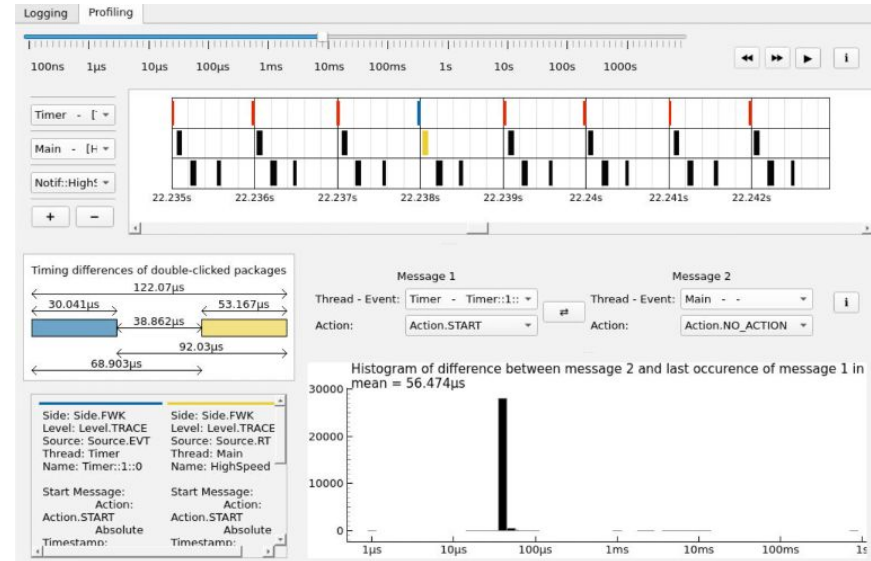 Logging Profiling
100ns 1μs 10μs 100μs 1ms 10ms 100ms 1s 10s 100s 1000s
Timer - [
Main - [H
Notif::High
22.235s 22.236s 22.237s 22.238s 22.239s 22.24s 22.241s 22.242s
+ −
Timing differences of double-clicked packages
122.07μs
30.041μs 53.167μs
38.862μs
92.03μs
68.903μs
Message 1 Message 2
Thread - Event: Timer - Timer::1:: Thread - Event: Main - -
Action: Action.START Action: Action.NO_ACTION
Side: Side.FWK
Level: Level.TRACE
Source: Source.EVT
Thread: Timer
Name: Timer::1::0
Start Message:
Action:
Action.START
Absolute
Timestamp:
Side: Side.FWK
Level: Level.TRACE
Source: Source.RT
Thread: Main
Name: HighSpeed
Start Message:
Action:
Action.START
Absolute
Timestamp:
Histogram of difference between message 2 and last occurence of message 1 in
mean = 56.474μs
30000
20000
10000
0
1μs 10μs 100μs 1ms 10ms 100ms 1s